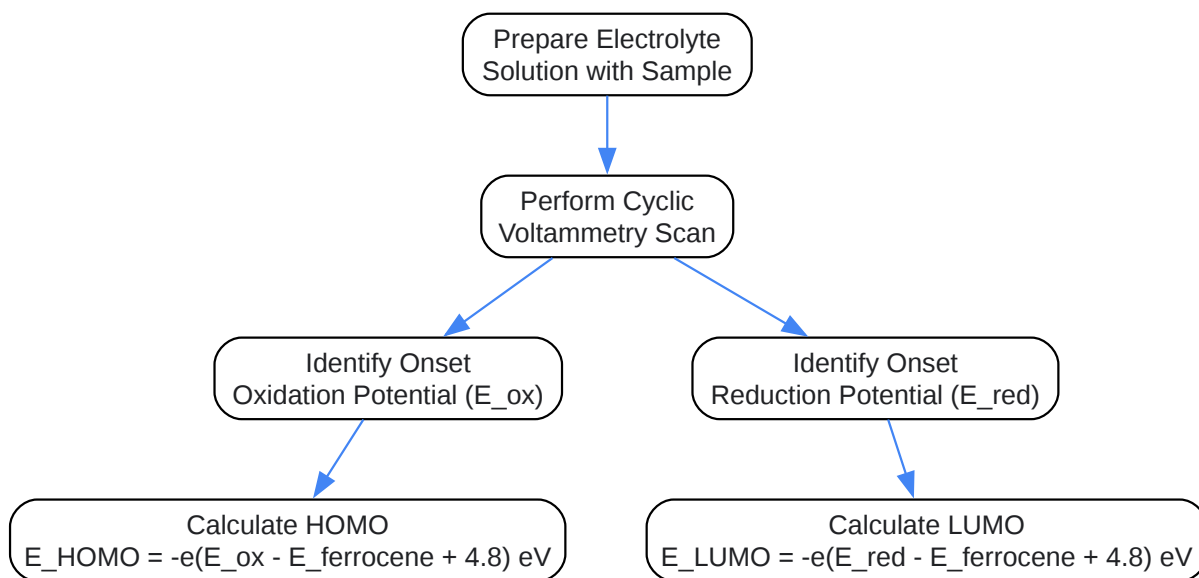 Prepare Electrolyte
Solution with Sample
Perform Cyclic
Voltammetry Scan
Identify Onset
Oxidation Potential (E_ox)
Identify Onset
Reduction Potential (E_red)
Calculate HOMO
E_HOMO = -e(E_ox - E_ferrocene + 4.8) eV
Calculate LUMO
E_LUMO = -e(E_red - E_ferrocene + 4.8) eV